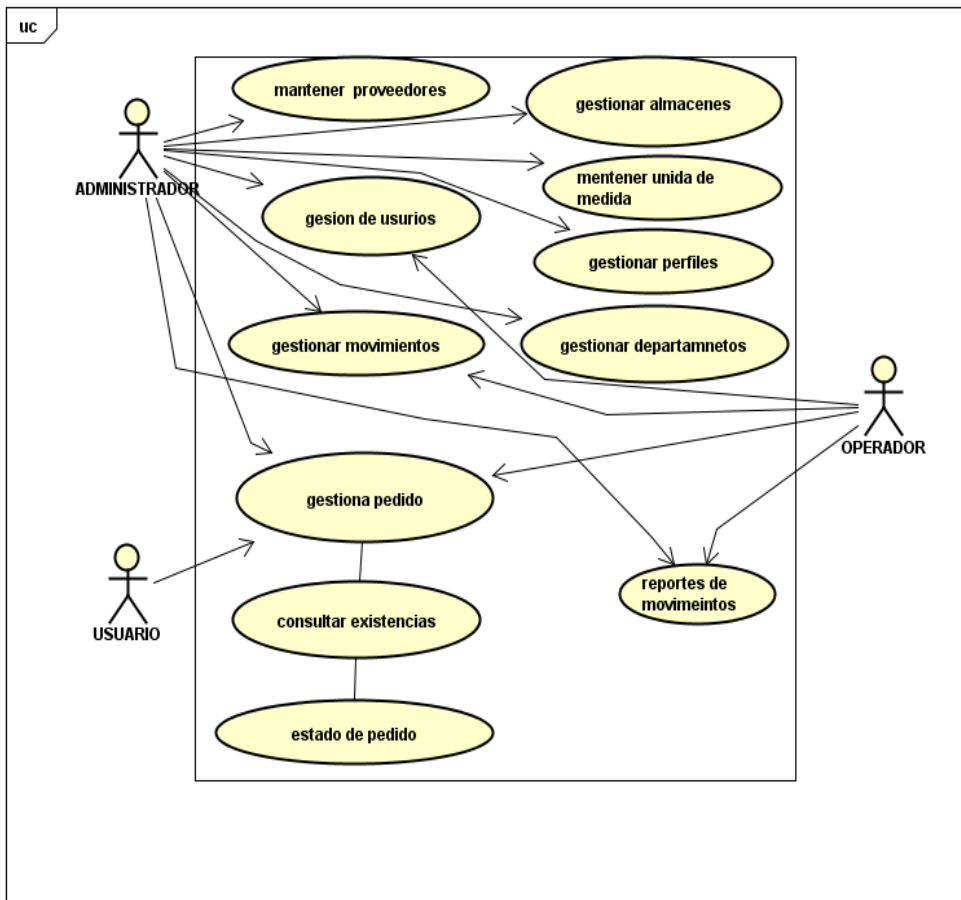 uc
mantener proveedores
gestionar almacenes
ADMINISTRADOR
mentener unida de
medida
gesion de usurios
gestionar perfiles
gestionar movimientos
gestionar departamnetos
OPERADOR
gestiona pedido
USUARIO
reportes de
movimeintos
consultar existencias
estado de pedido